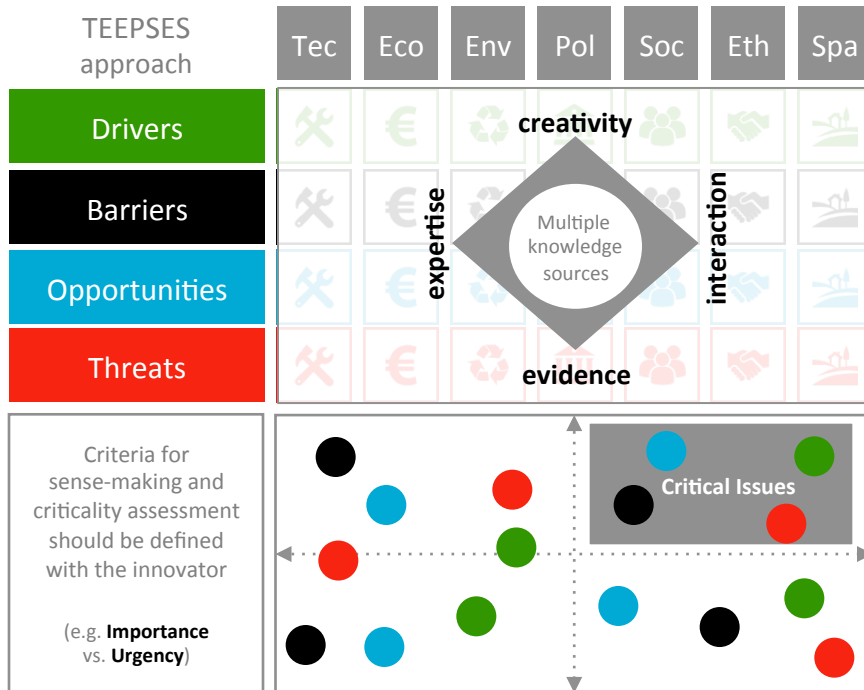 TEEPSES
approach
Tec
Eco
Env
Pol
Soc
Eth
Spa
Drivers
Barriers
Opportunities
Threats
creativity
expertise
Multiple
knowledge
sources
interaction
evidence
Criteria for
sense-making and
criticality assessment
should be defined
with the innovator
(e.g. Importance
vs. Urgency)
Critical Issues